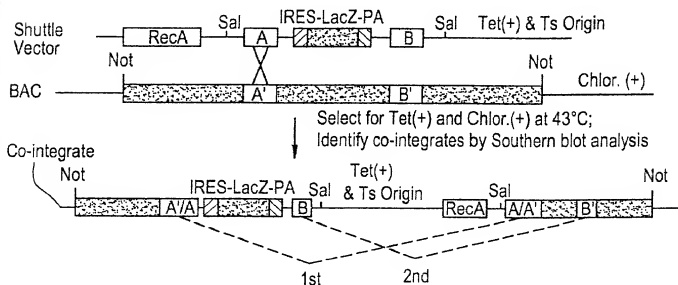 Shuttle Vector
RecA
Sal
A
IRES-LacZ-PA
B
Sal
Tet(+) & Ts Origin
BAC
Not
A'
B'
Not
Chlor. (+)
Select for Tet(+) and Chlor.(+) at 43°C;
Identify co-integrates by Southern blot analysis
Co-integrate
Not
A'/A
IRES-LacZ-PA
B
Sal
Tet(+)
& Ts Origin
RecA
Sal
A/A'
B'
Not
1st
2nd